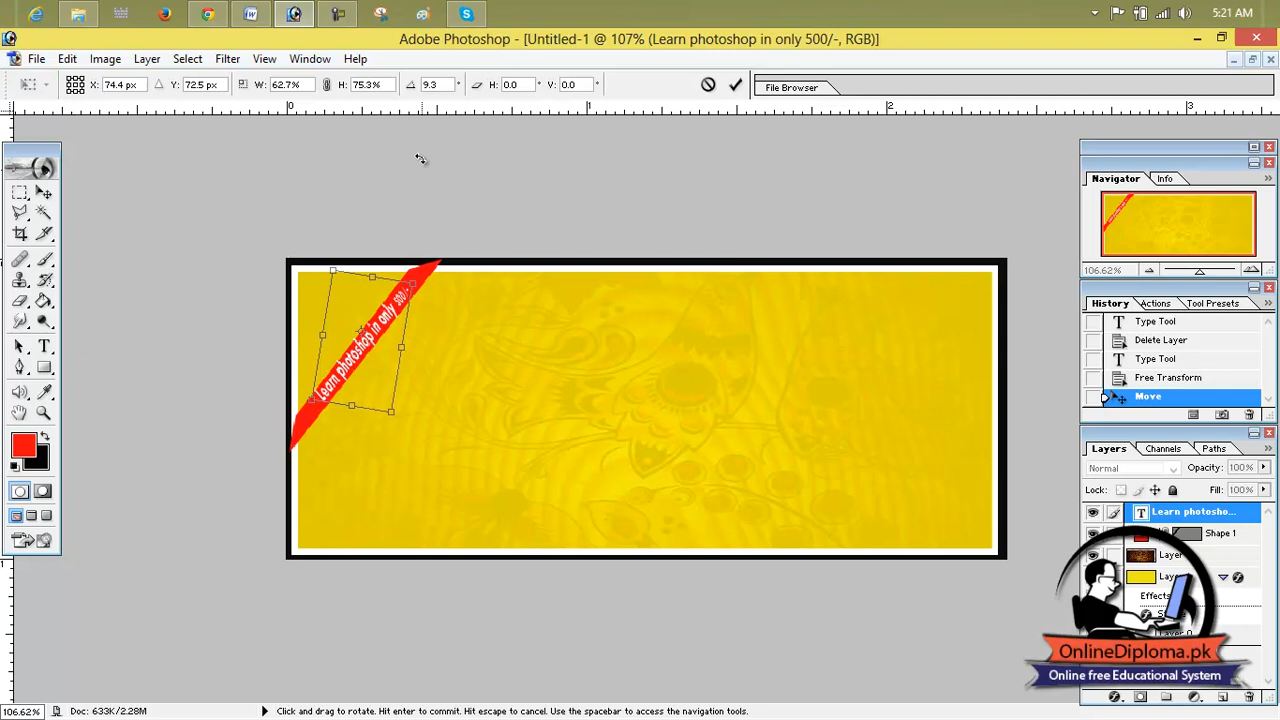 5:21 AM
Adobe Photoshop - [Untitled-1 @ 107% (Learn photoshop in only 500/-, RGB)]
File Edit Image Layer Select Filter View Window Help
X: 74.4 px Y: 72.5 px W: 62.7% H: 75.3% 9.3 ° H: 0.0 ° V: 0.0 ° File Browser
0 1 2 3
Navigator Info
106.62%
History Actions Tool Presets
Type Tool
Delete Layer
Type Tool
Free Transform
Move
Learn photoshop in only 500/-
Layers Channels Paths
Normal Opacity: 100%
Lock: Fill: 100%
Learn photosho...
Shape 1
Effects
OnlineDiploma.pk
Online free Educational System
106.62% Doc: 633K/2.28M Click and drag to rotate. Hit enter to commit. Hit escape to cancel. Use the spacebar to access the navigation tools.